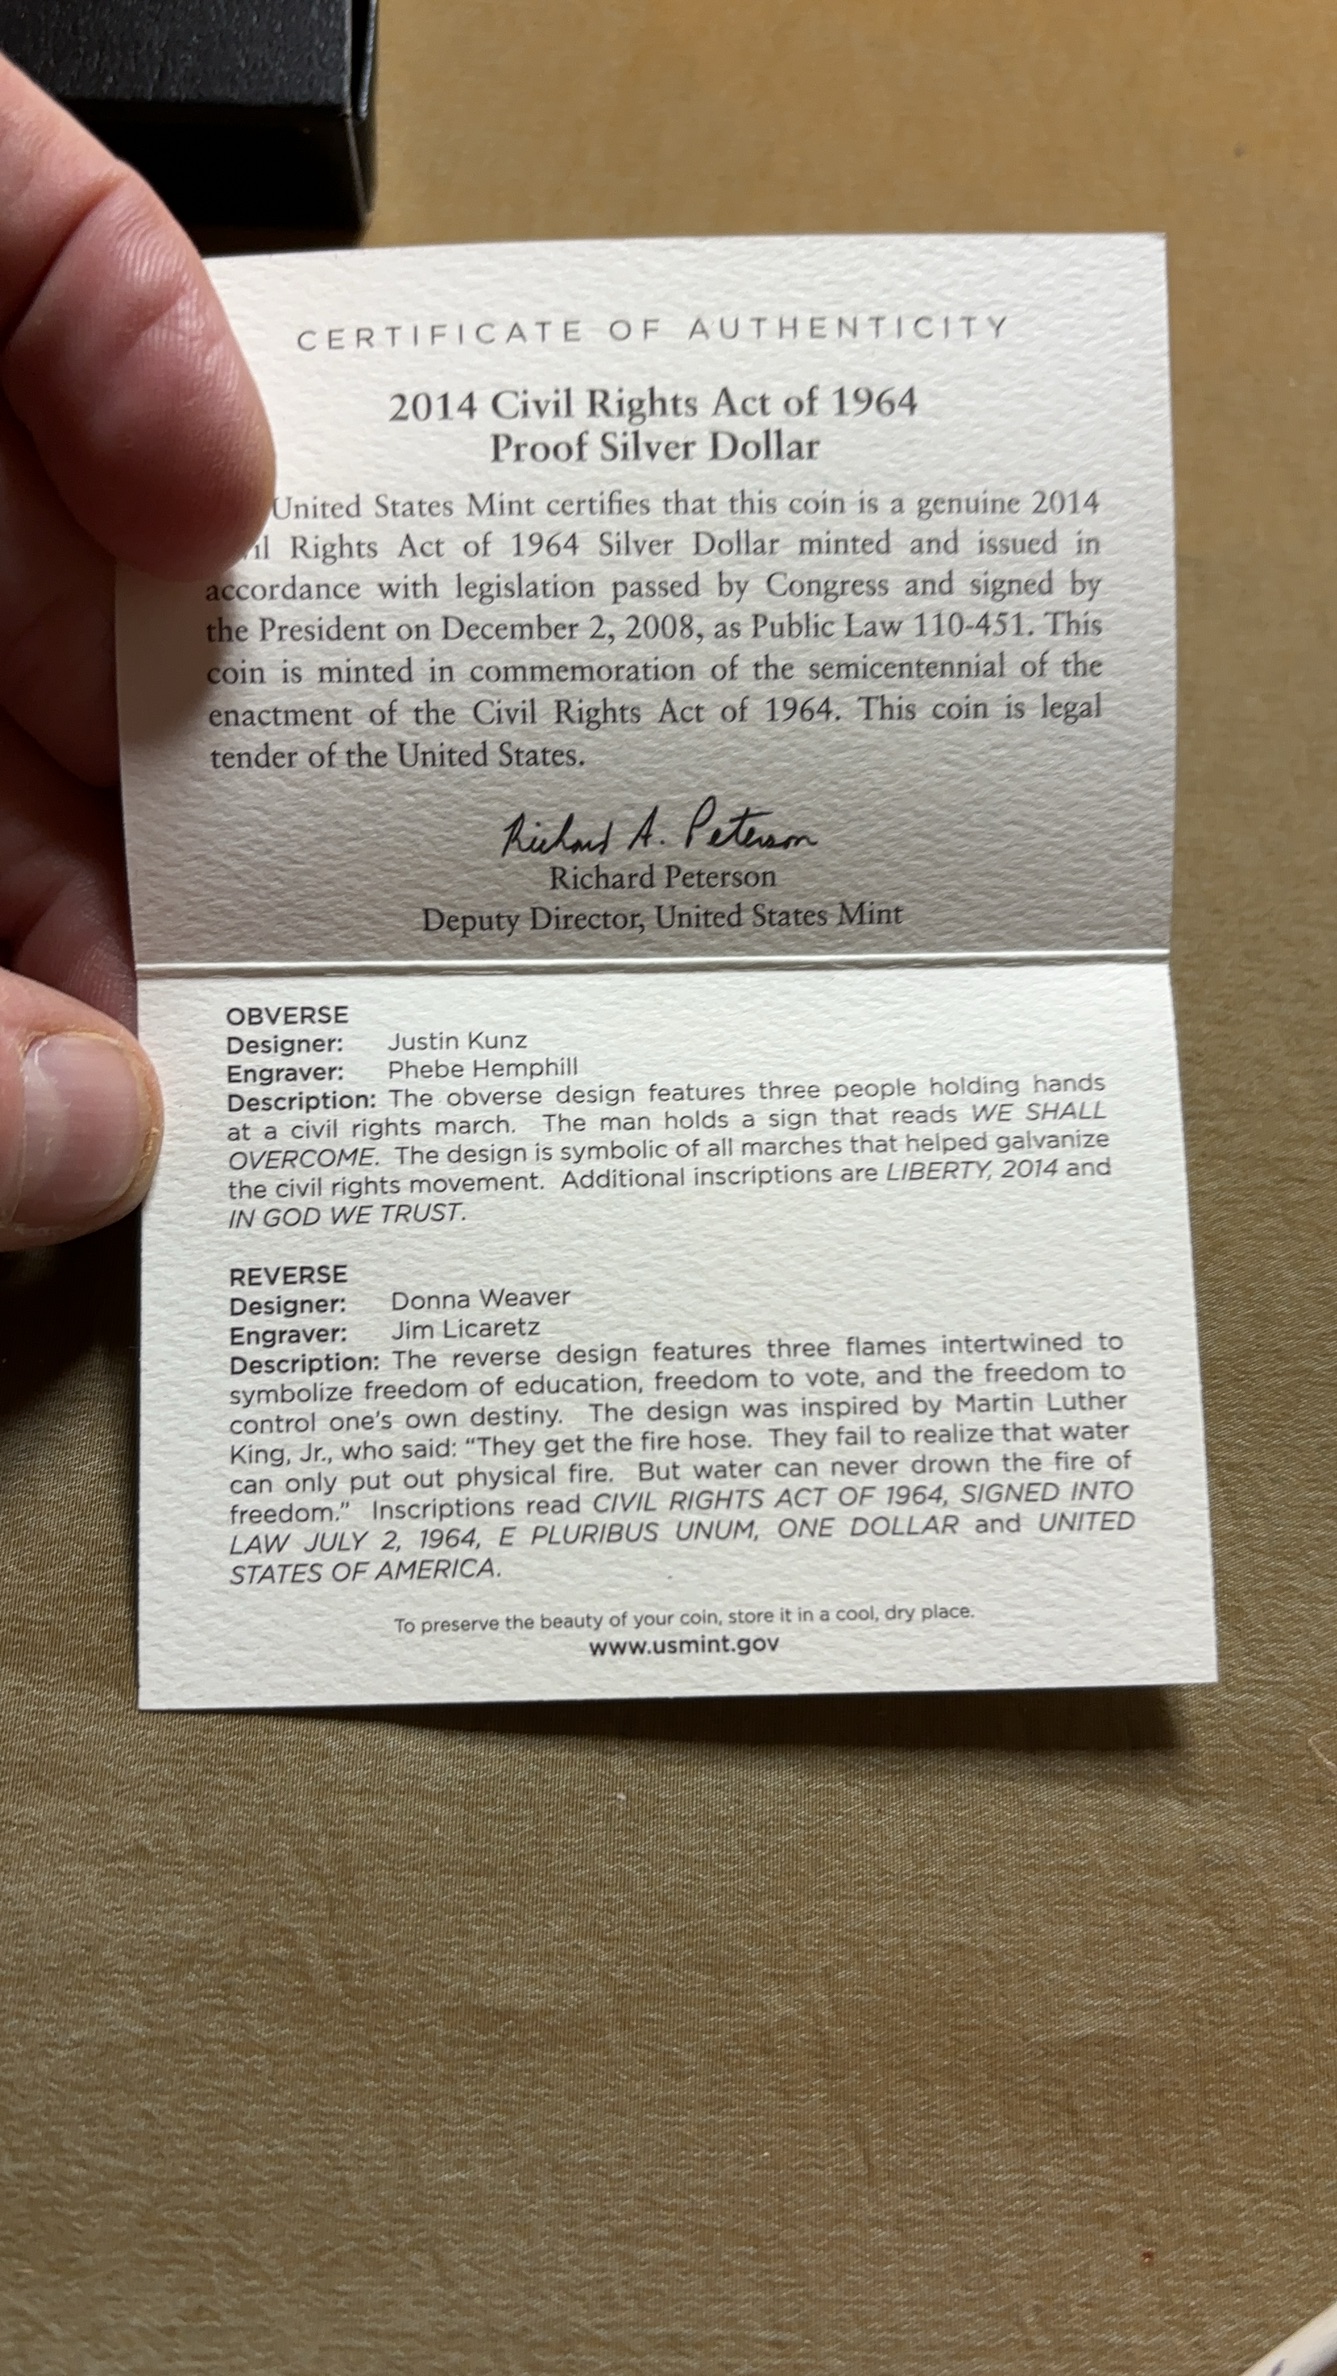 CERTIFICATE OF AUTHENTICITY
2014 Civil Rights Act of 1964
Proof Silver Dollar
United States Mint certifies that this coin is a genuine 2014
Rights Act of 1964 Silver Dollar minted and issued in
accordance with legislation passed by Congress and signed by
the President on December 2, 2008, as Public Law 110-451. This
coin is minted in commemoration of the semicentennial of the
enactment of the Civil Rights Act of 1964. This coin is legal
tender of the United States.
Richard A. Peterson
Richard Peterson
Deputy Director, United States Mint
OBVERSE
Designer: Justin Kunz
Engraver: Phebe Hemphill
Description: The obverse design features three people holding hands
at a civil rights march. The man holds a sign that reads WE SHALL
OVERCOME. The design is symbolic of all marches that helped galvanize
the civil rights movement. Additional inscriptions are LIBERTY, 2014 and
IN GOD WE TRUST.
REVERSE
Designer: Donna Weaver
Engraver: Jim Licaretz
Description: The reverse design features three flames intertwined to
symbolize freedom of education, freedom to vote, and the freedom to
control one's own destiny. The design was inspired by Martin Luther
King, Jr., who said: “They get the fire hose. They fail to realize that water
can only put out physical fire. But water can never drown the fire of
freedom.” Inscriptions read CIVIL RIGHTS ACT OF 1964, SIGNED INTO
LAW JULY 2, 1964, E PLURIBUS UNUM, ONE DOLLAR and UNITED
STATES OF AMERICA.
To preserve the beauty of your coin, store it in a cool, dry place.
www.usmint.gov